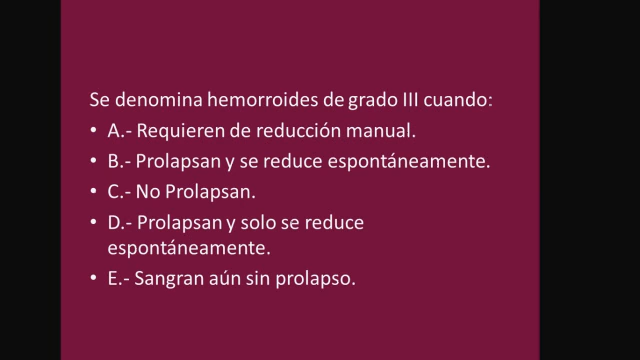 Se denomina hemorroides de grado III cuando:
• A.- Requieren de reducción manual.
• B.- Prolapsan y se reduce espontáneamente.
• C.- No Prolapsan.
• D.- Prolapsan y solo se reduce
espontáneamente.
• E.- Sangran aún sin prolapso.